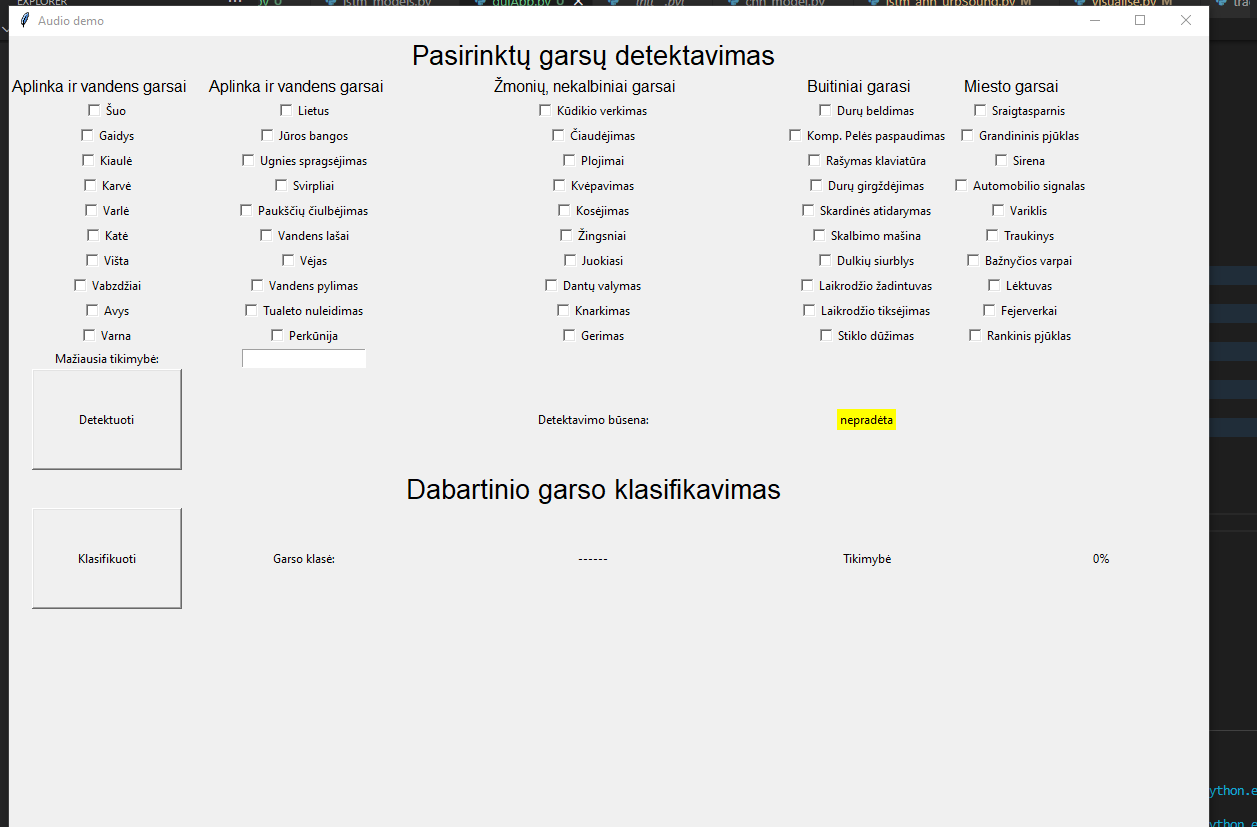 EXPLORER
Audio demo
Pasirinktų garsų detektavimas
Aplinka ir vandens garsai Aplinka ir vandens garsai Žmonių, nekalbiniai garsai Buitiniai garasi Miesto garsai
Šuo Lietus Kūdikio verkimas Durų beldimas Sraigtasparnis
Gaidys Jūros bangos Čiaudėjimas Komp. Pelės paspaudimas Grandininis pjūklas
Kiaulė Ugnies spragsėjimas Plojimai Rašymas klaviatūra Sirena
Karvė Svirpliai Kvėpavimas Durų girgždėjimas Automobilio signalas
Varlė Paukščių čiulbėjimas Kosėjimas Skardinės atidarymas Variklis
Katė Vandens lašai Žingsniai Skalbimo mašina Traukinys
Višta Vėjas Juokiasi Dulkių siurblys Bažnyčios varpai
Vabzdžiai Vandens pylimas Dantų valymas Laikrodžio žadintuvas Lėktuvas
Avys Tualeto nuleidimas Knarkimas Laikrodžio tiksėjimas Fejerverkai
Varna Perkūnija Gerimas Stiklo dūžimas Rankinis pjūklas
Mažiausia tikimybė:
Detektuoti Detektavimo būsena: nepradėta
Dabartinio garso klasifikavimas
Klasifikuoti Garso klasė: ------ Tikimybė 0%
ython.e
ython.e